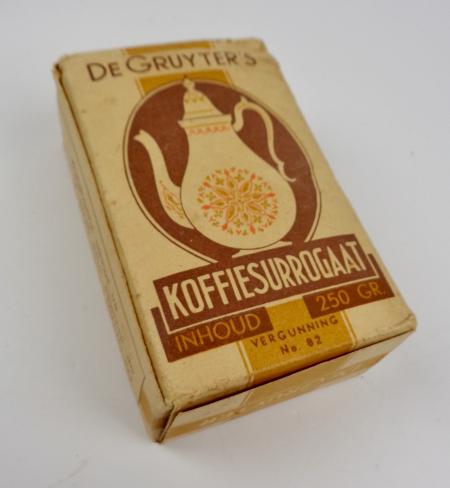 DE GRUYTER'S
KOFFIESURROGAAT
INHOUD 250 GR.
VERGUNNING
No. 82